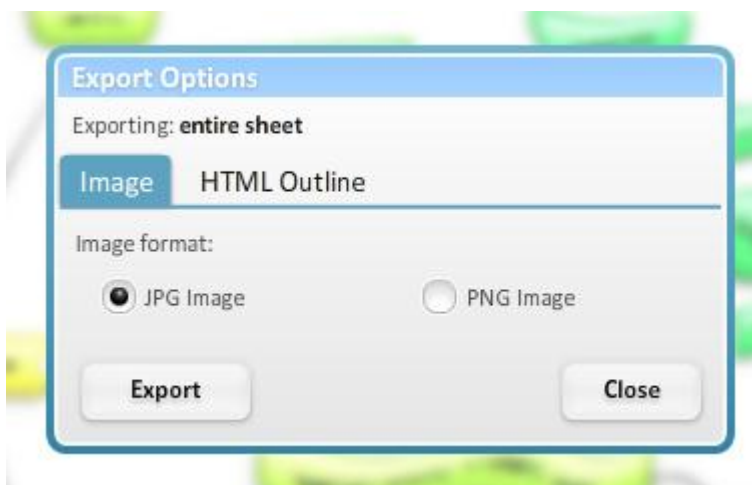 Export Options
Exporting: entire sheet
Image HTML Outline
Image format:
JPG Image PNG Image
Export Close